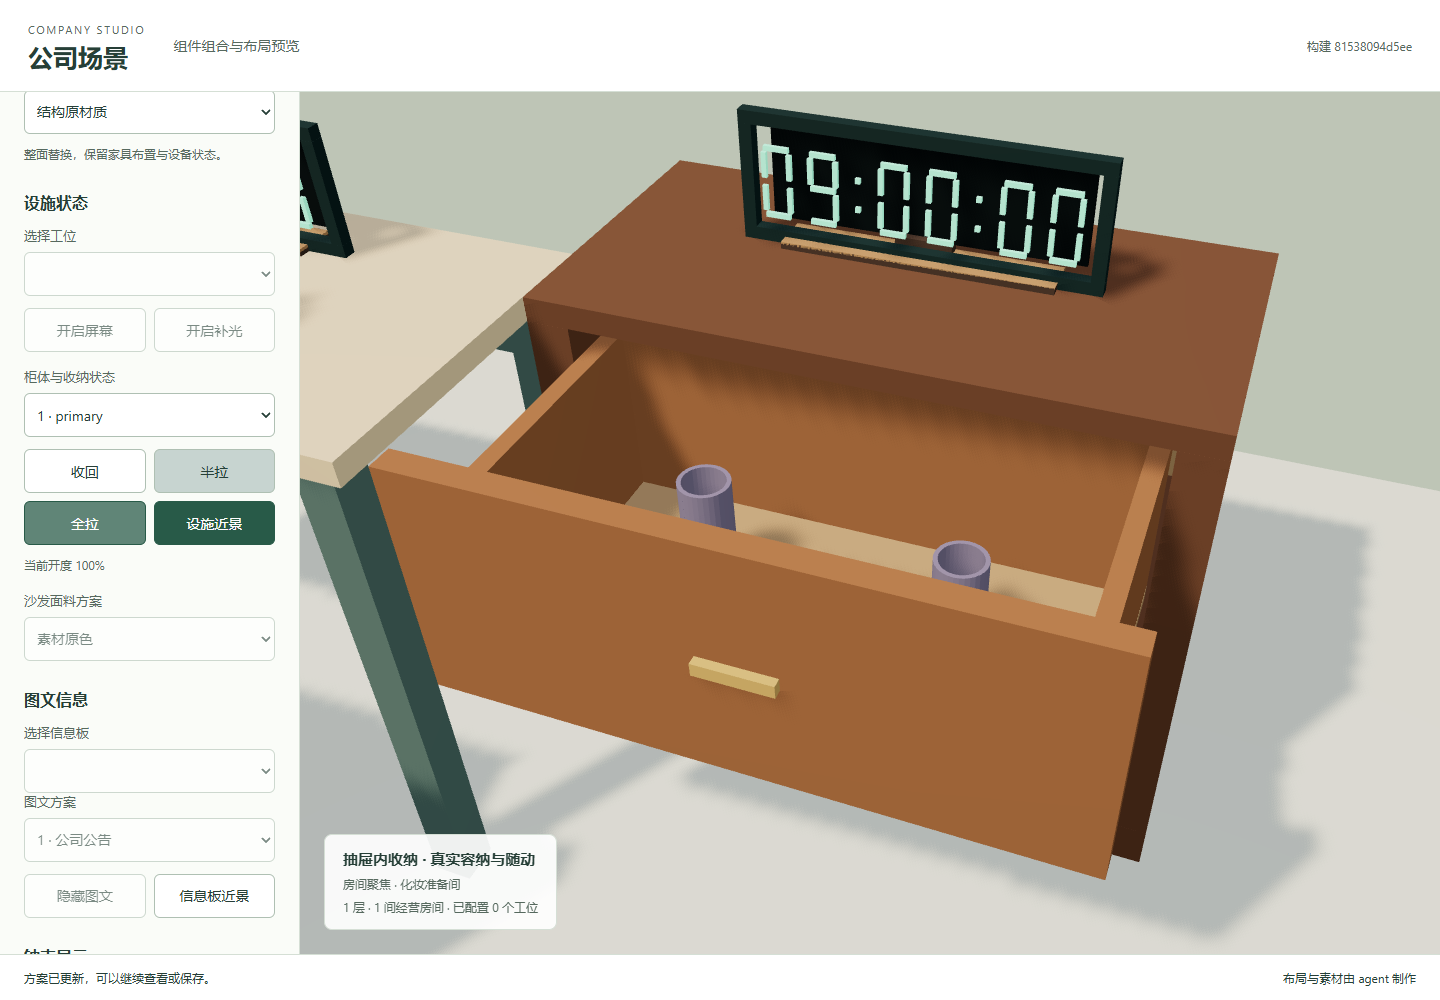 COMPANY STUDIO
公司场景
组件组合与布局预览
构建 81538094d5ee
结构原材质
整面替换，保留家具布置与设备状态。
设施状态
选择工位
开启屏幕
开启补光
柜体与收纳状态
1 · primary
收回
半拉
全拉
设施近景
当前开度 100%
沙发面料方案
素材原色
图文信息
选择信息板
图文方案
1 · 公司公告
隐藏图文
信息板近景
09:00:00
抽屉内收纳 · 真实容纳与随动
房间聚焦 · 化妆准备间
1 层 · 1 间经营房间 · 已配置 0 个工位
方案已更新，可以继续查看或保存。
布局与素材由 agent 制作